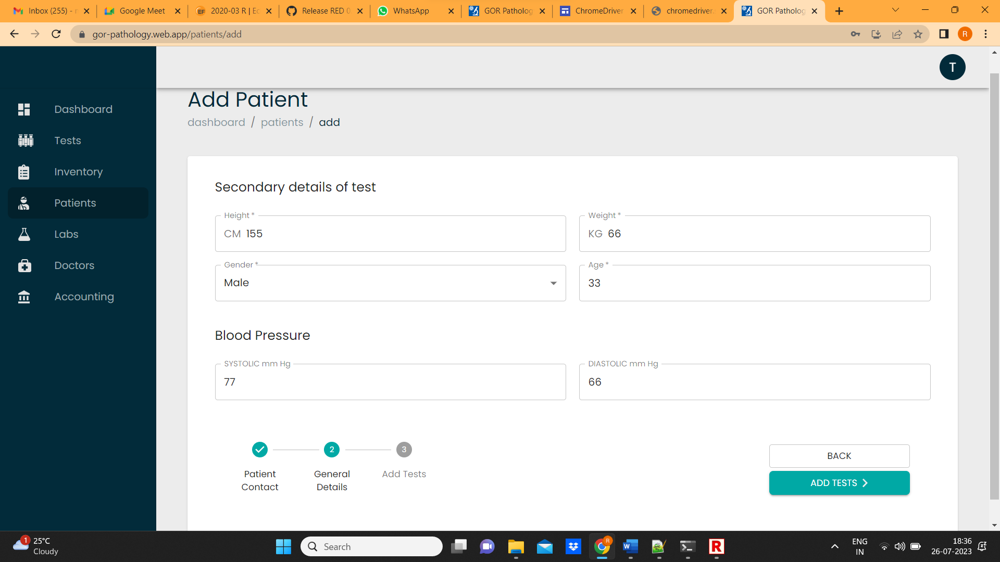 Inbox (255) - n
Google Meet
2020-03 R | Ec
Release RED 0
WhatsApp
GOR Patholog
ChromeDriver
chromedriver.s
GOR Patholog
gor-pathology.web.app/patients/add
R
T
Dashboard
Tests
Inventory
Patients
Labs
Doctors
Accounting
Add Patient
dashboard / patients / add
Secondary details of test
Height *
CM 155
Weight *
KG 66
Gender *
Male
Age *
33
Blood Pressure
SYSTOLIC mm Hg
77
DIASTOLIC mm Hg
66
2
3
Patient
Contact
General
Details
Add Tests
BACK
ADD TESTS
1
25°C
Cloudy
Search
R
W
R
ENG
IN
18:36
26-07-2023